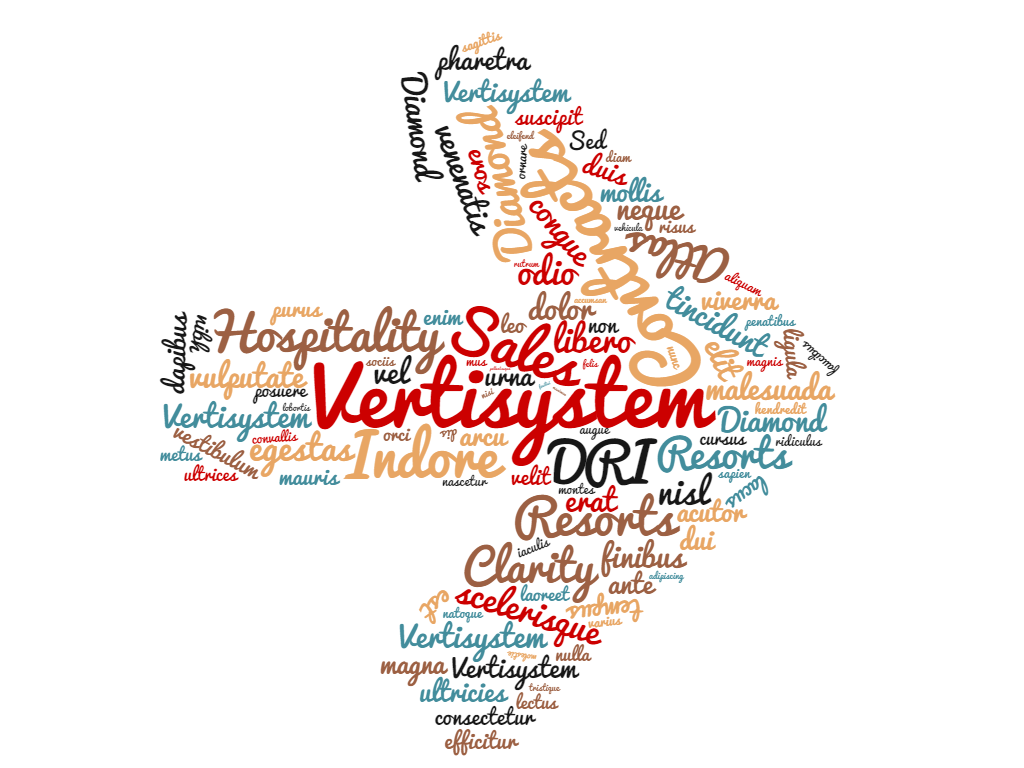 sagittis
pharetra
Diamond
Vertisystem
suscipit
Diamond
venenatis
eros
eleifend
ornare
Contracts
Sed
diam
duis
mollis
neque
vehicula
risus
congue
Atlas
rutrum
odio
aliquam
accumsan
dolor
tincidunt
viverra
penatibus
dapibus
nibh
purus
Hospitality
enim
Sales
leo
non
libero
nunc
elit
magnis
ligula
faucibus
vulputate
posuere
sociis
vel
mus
urna
felis
nisi
Vertisystem
malesuada
hendrerit
Vertisystem
lobortis
Diamond
vestibulum
convallis
metus
ultrices
egestas
orci
Indore
dis
arcu
augue
DRI
Resorts
cursus
ridiculus
mauris
nascetur
velit
montes
erat
nisl
sapien
lacus
Resorts
acutor
dui
iaculis
Clarity
finibus
adipiscing
ante
est
scelerisque
laoreet
tempus
natoque
varius
Vertisystem
molestie
nulla
magna
Vertisystem
ultricies
tristique
lectus
consectetur
efficitur